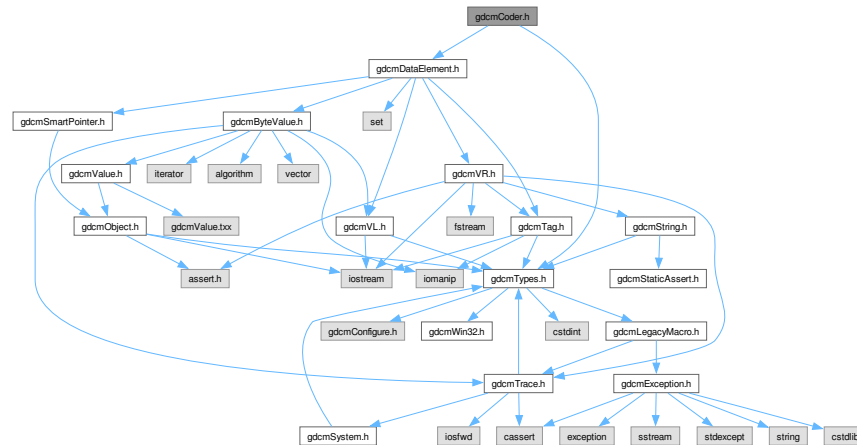 gdcmCoder.h
gdcmDataElement.h
gdcmSmartPointer.h
gdcmByteValue.h
set
gdcmValue.h
iterator
algorithm
vector
gdcmVR.h
gdcmObject.h
gdcmValue.txx
gdcmVL.h
fstream
gdcmTag.h
gdcmString.h
assert.h
iostream
iomanip
gdcmTypes.h
gdcmStaticAssert.h
gdcmConfigure.h
gdcmWin32.h
cstdint
gdcmLegacyMacro.h
gdcmTrace.h
gdcmException.h
gdcmSystem.h
iosfwd
cassert
exception
sstream
stdexcept
string
cstdlib